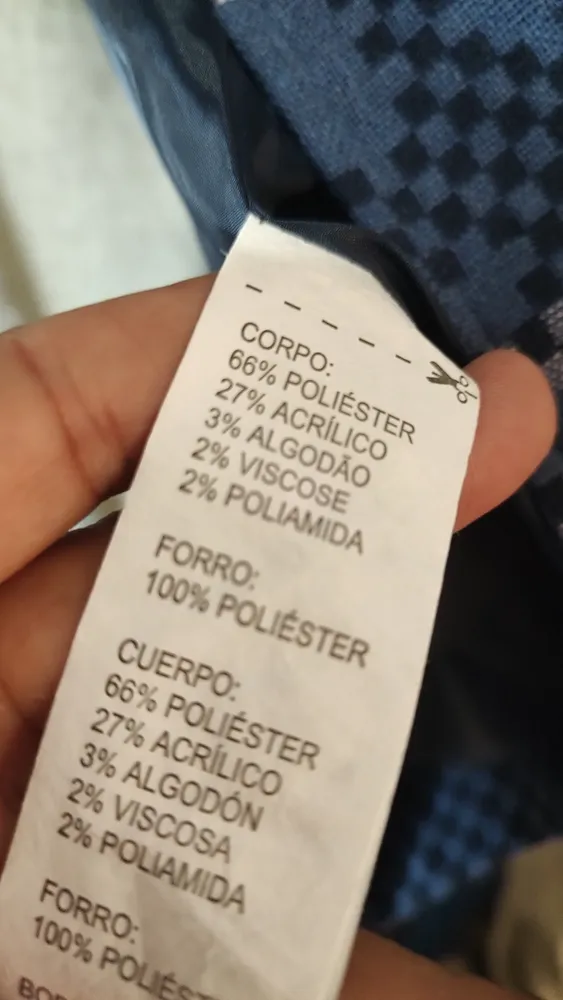 CORPO:
66% POLIÉSTER
27% ACRÍLICO
3% ALGODÃO
2% VISCOSE
2% POLIAMIDA
FORRO:
100% POLIÉSTER
CUERPO:
66% POLIÉSTER
27% ACRÍLICO
3% ALGODÓN
2% VISCOSA
2% POLIAMIDA
FORRO:
100%